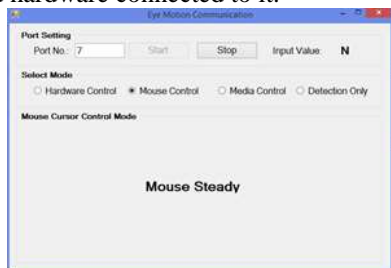 hardware connected to it.
Eye Motion Communication
Port Setting
Port No.: 7 Start Stop Input Value: N
Select Mode
Hardware Control Mouse Control Media Control Detection Only
Mouse Cursor Control Mode
Mouse Steady